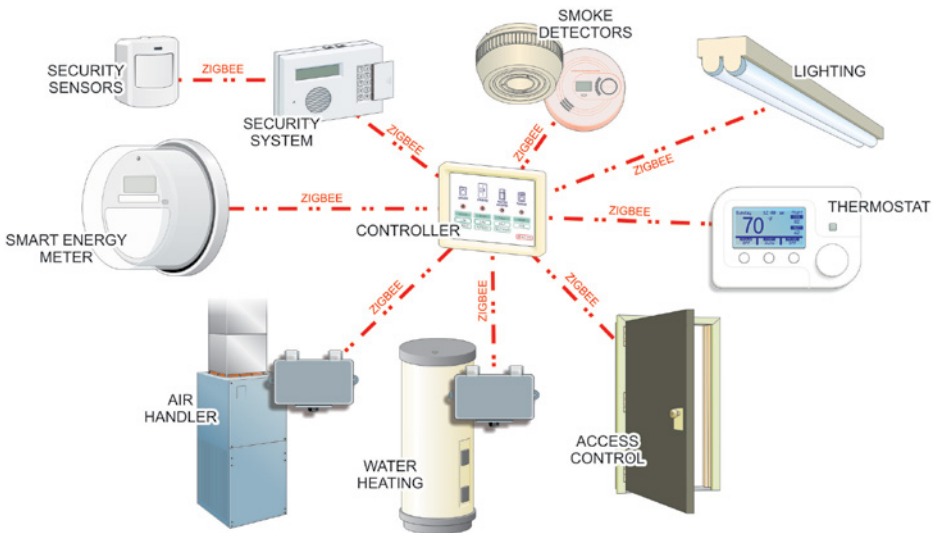 SMOKE
DETECTORS
SECURITY
SENSORS
ZIGBEE
LIGHTING
SECURITY
SYSTEM
ZIGBEE
ZIGBEE
ZIGBEE
SMART ENERGY
METER
ZIGBEE
CONTROLLER
ZIGBEE
THERMOSTAT
70
ZIGBEE
ZIGBEE
ZIGBEE
AIR
HANDLER
WATER
HEATING
ACCESS
CONTROL